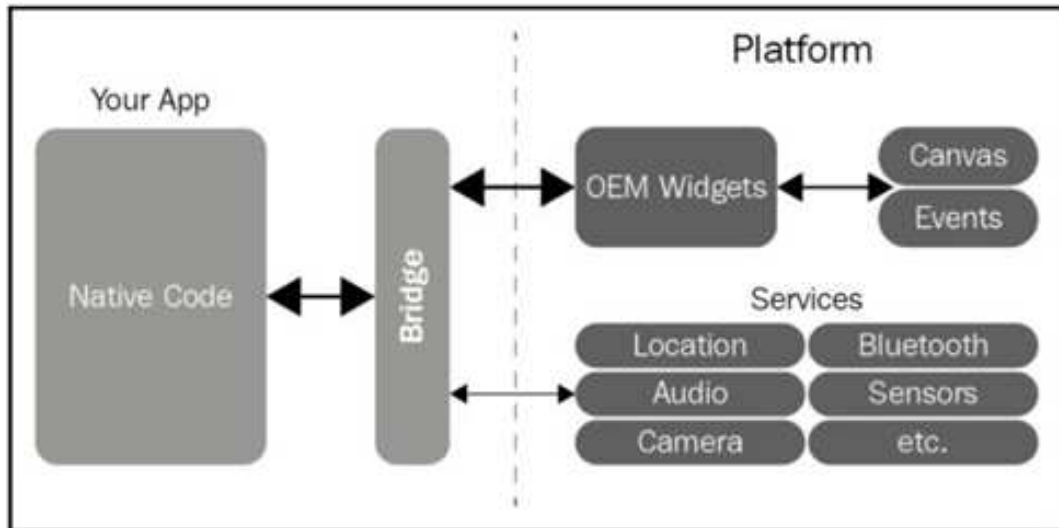 Platform
Your App
Native Code
Bridge
OEM Widgets
Canvas
Events
Services
Location
Bluetooth
Audio
Sensors
Camera
etc.